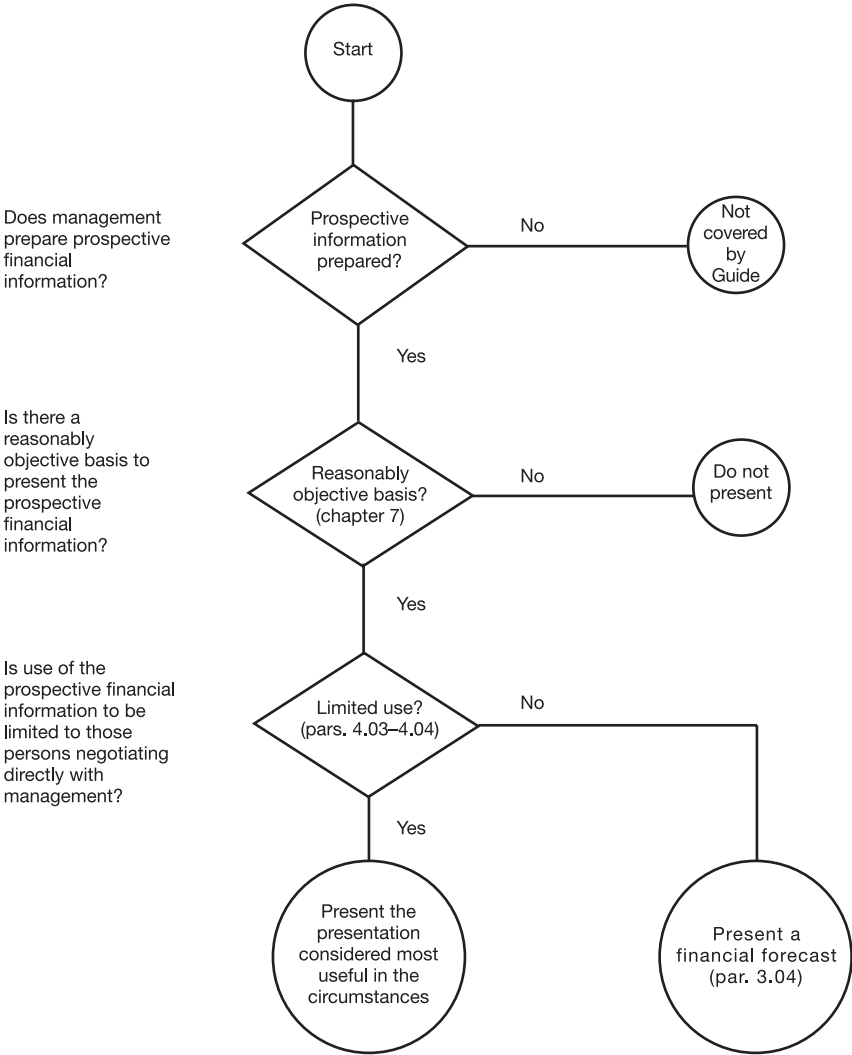 Start
Does management
prepare prospective
financial
information?
Prospective
information
prepared?
No
Not
covered
by
Guide
Yes
Is there a
reasonably
objective basis to
present the
prospective
financial
information?
Reasonably
objective basis?
(chapter 7)
No
Do not
present
Yes
Is use of the
prospective financial
information to be
limited to those
persons negotiating
directly with
management?
Limited use?
(pars. 4.03–4.04)
No
Yes
Present the
presentation
considered most
useful in the
circumstances
Present a
financial forecast
(par. 3.04)